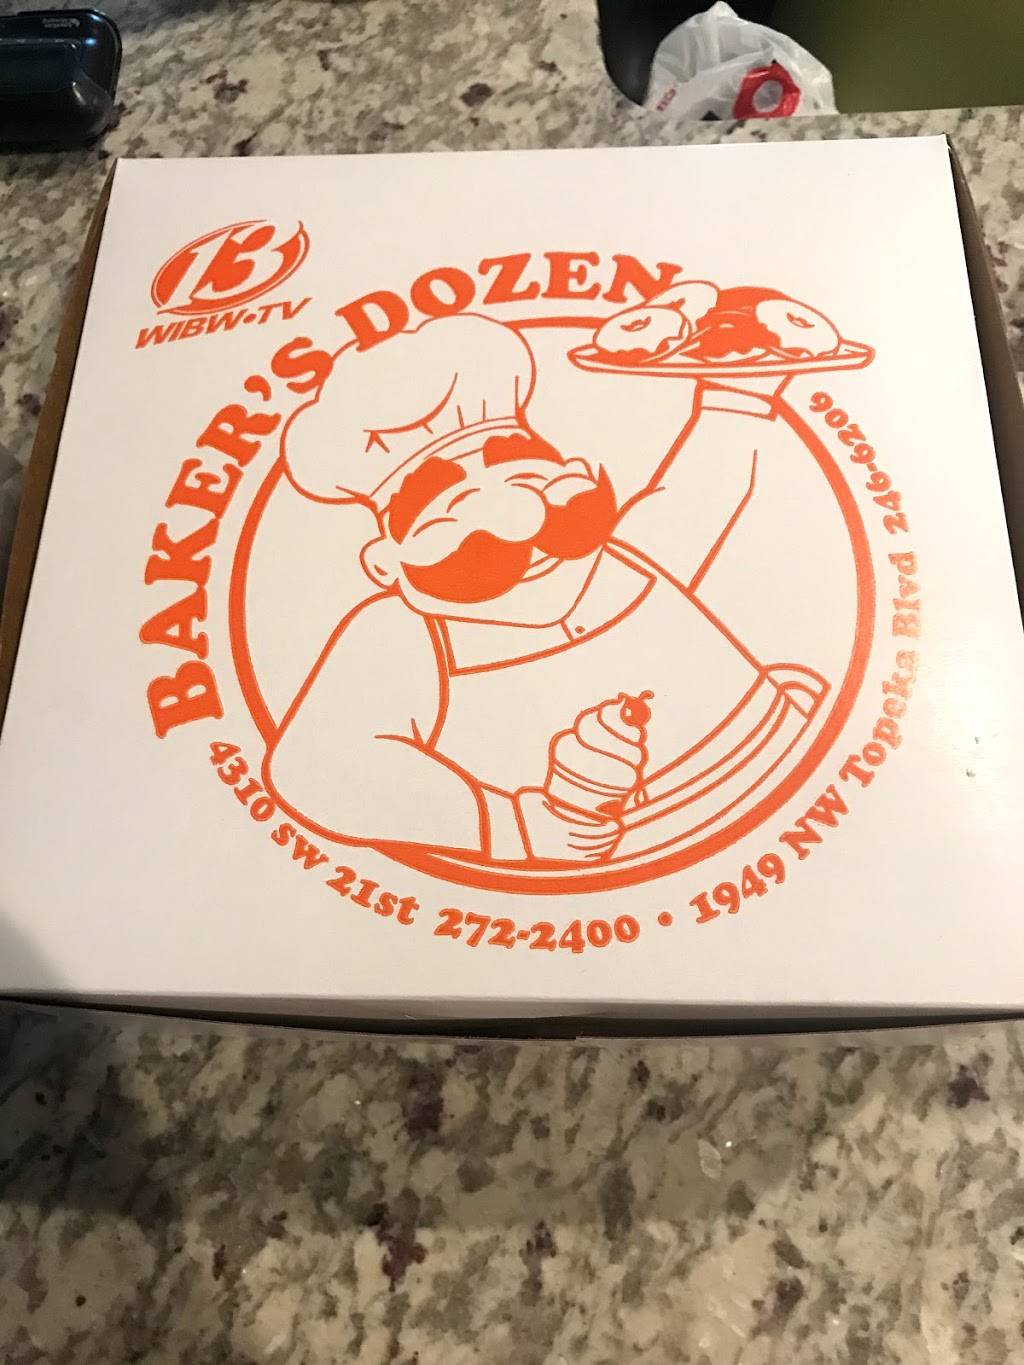 13
WIBW•TV
BAKER'S DOZEN
4310 SW 21st 272-2400 • 1949 NW Topeka Blvd 246-6206